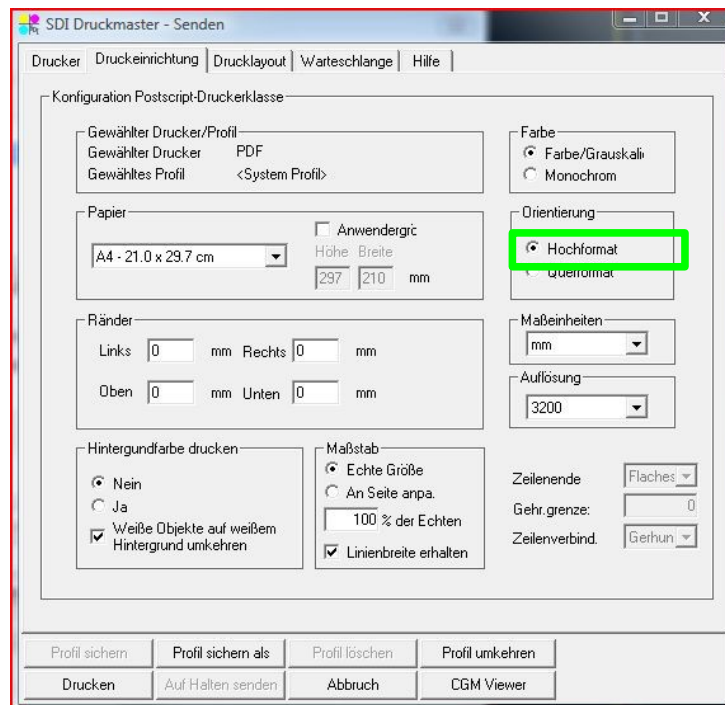 SDI Druckmaster - Senden
Drucker Druckeinrichtung Drucklayout Warteschlange Hilfe
Konfiguration Postscript-Druckerklasse
Gewählter Drucker/Profil
Gewählter Drucker PDF
Gewähltes Profil <System Profil>
Farbe
Farbe/Grauskali
Monochrom
Papier
A4 - 21.0 x 29.7 cm
Anwendergrc
Höhe Breite
297 210 mm
Orientierung
Hochformat
Querformat
Ränder
Links 0 mm Rechts 0 mm
Oben 0 mm Unten 0 mm
Maßeinheiten
mm
Auflösung
3200
Hintergundfarbe drucken
Nein
Ja
Weiße Objekte auf weißem
Hintergrund umkehren
Maßstab
Echte Größe
An Seite anpa.
100 % der Echten
Linienbreite erhalten
Zeilenende Flaches
Gehr.grenze: 0
Zeilenverbind. Gerhun
Profil sichern Profil sichern als Profil löschen Profil umkehren
Drucken Auf Halten senden Abbruch CGM Viewer